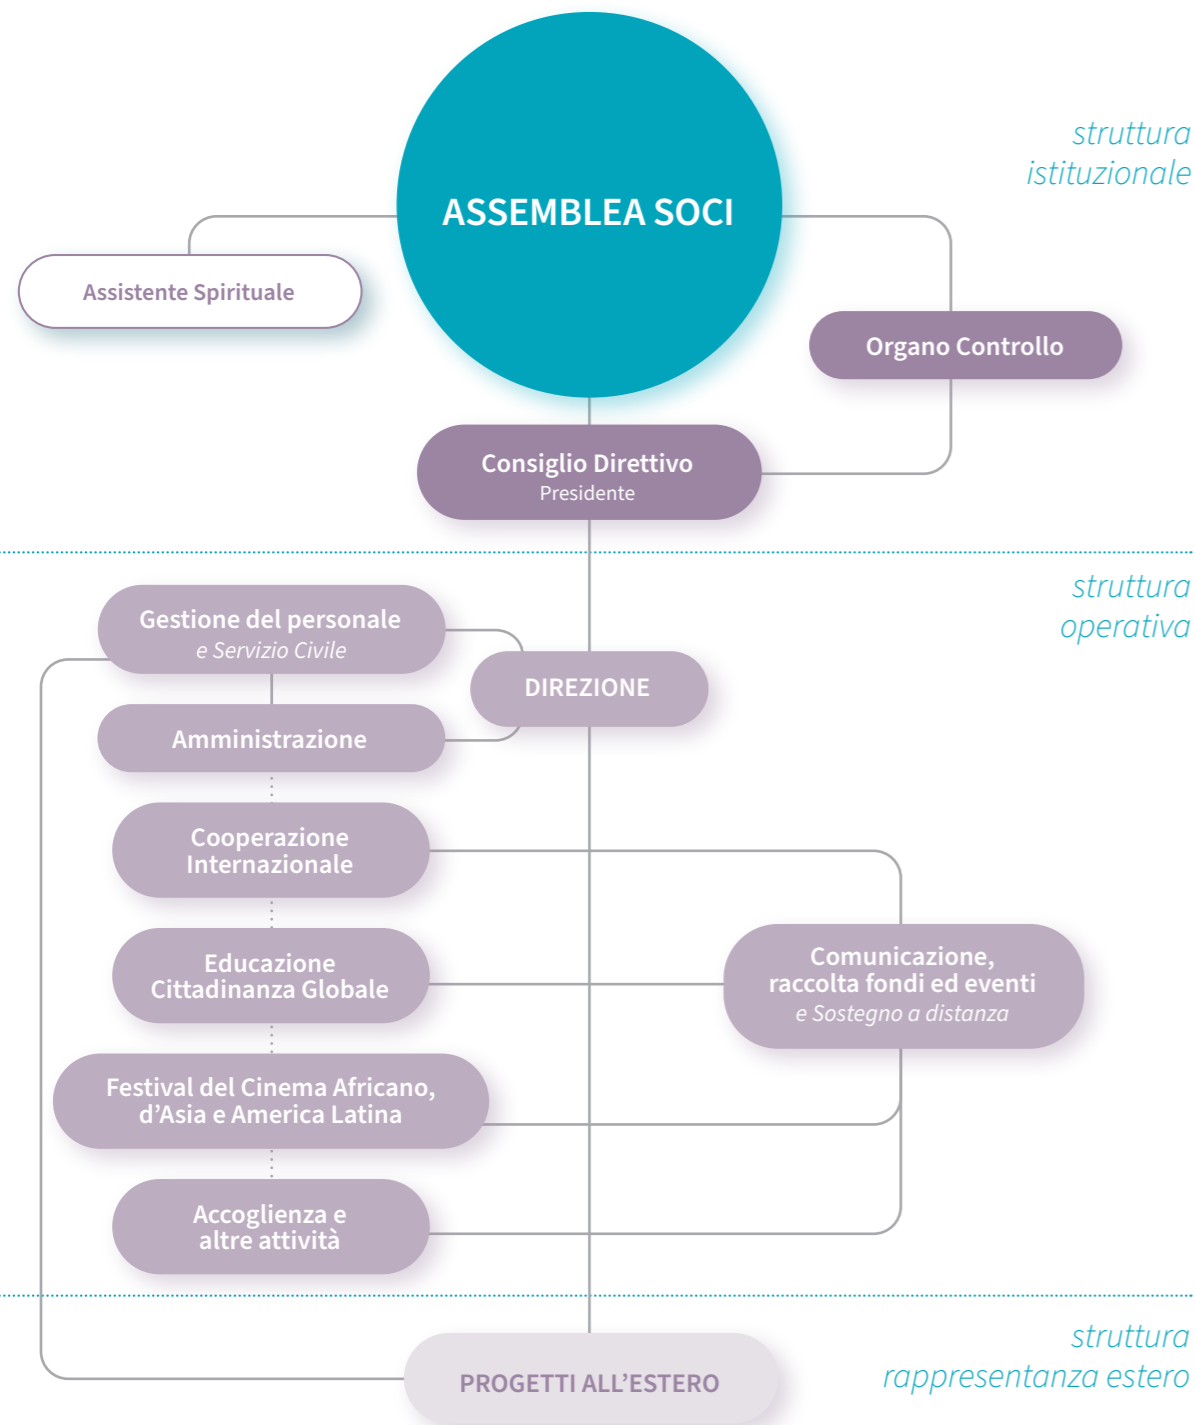 struttura
istituzionale
ASSEMBLEA SOCI
Assistente Spirituale
Organo Controllo
Consiglio Direttivo
Presidente
struttura
operativa
Gestione del personale
e Servizio Civile
DIREZIONE
Amministrazione
Cooperazione
Internazionale
Educazione
Cittadinanza Globale
Comunicazione,
raccolta fondi ed eventi
e Sostegno a distanza
Festival del Cinema Africano,
d’Asia e America Latina
Accoglienza e
altre attività
struttura
rappresentanza estero
PROGETTI ALL’ESTERO